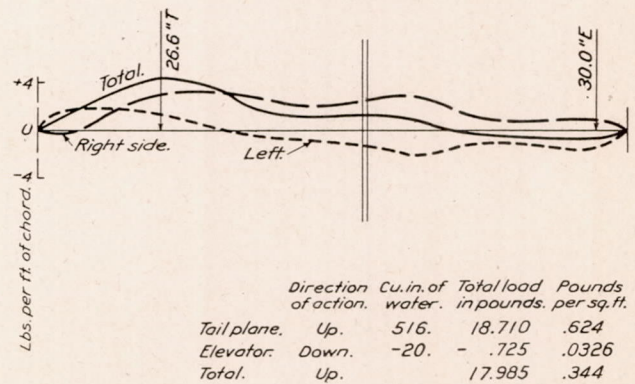 26.6"T
30.0"E
Total.
+4
0
Right side.
Left.
-4
Lbs. per ft. of chord.
Direction Cu.in. of Total load Pounds
of action. water. in pounds. per sq.ft.
Tail plane. Up. 516. 18.710 .624
Elevator. Down. -20. - .725 .0326
Total. Up. 17.985 .344